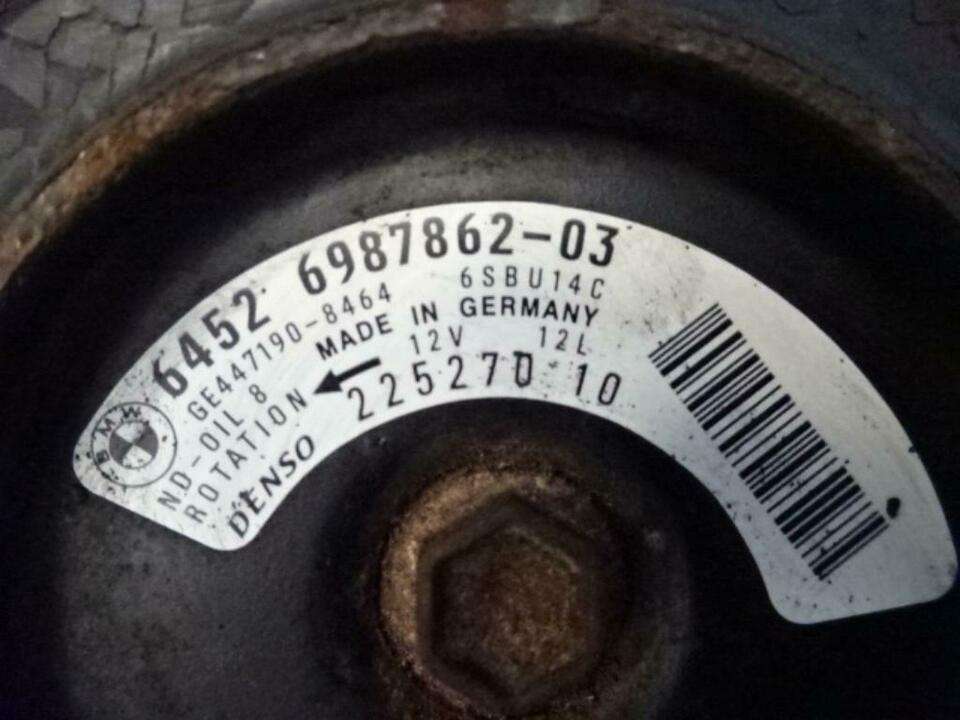 6452 6987862-03
GE447190-8464 6SBU14C
ND-OIL 8 MADE IN GERMANY
ROTATION 12V 12L
DENSO 225270 10
BMW